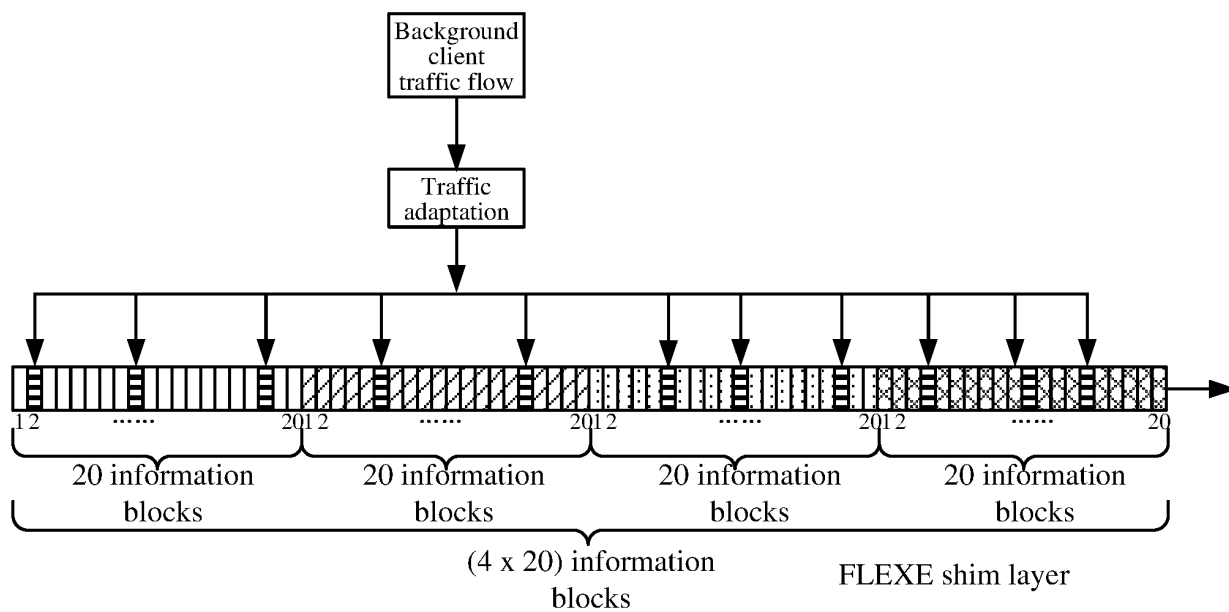 Background
client
traffic flow
Traffic
adaptation
1 2 ...... 20 1 2 ...... 20 1 2 ...... 20 1 2 ...... 20
20 information 20 information 20 information 20 information
blocks blocks blocks blocks
(4 x 20) information
blocks
FLEXE shim layer